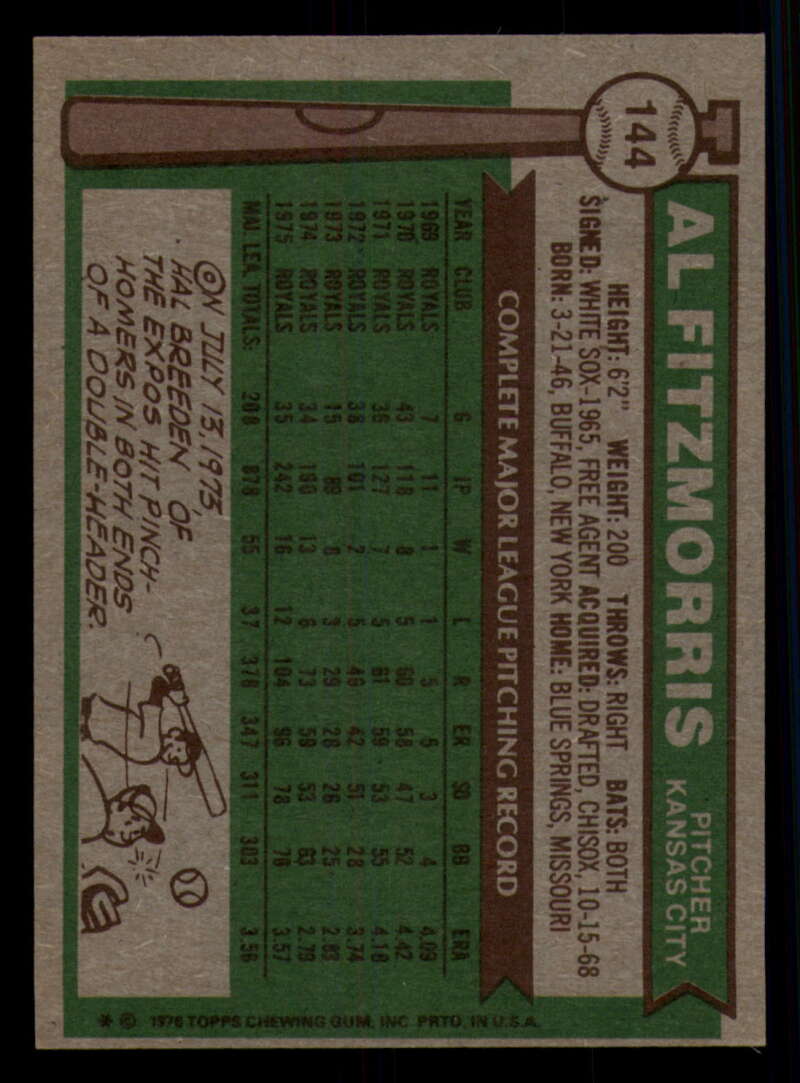 144
AL FITZMORRIS
PITCHER
KANSAS CITY
HEIGHT: 6'2" WEIGHT: 200 THROWS: RIGHT BATS: BOTH
SIGNED: WHITE SOX-1965, FREE AGENT ACQUIRED: DRAFTED, CHISOX, 10-15-68
BORN: 3-21-46, BUFFALO, NEW YORK HOME: BLUE SPRINGS, MISSOURI
COMPLETE MAJOR LEAGUE PITCHING RECORD
YEAR CLUB G IP W L R ER SO BB ERA
1969 ROYALS 7 11 1 1 5 5 3 4 4.09
1970 ROYALS 43 118 8 5 60 58 47 52 4.42
1971 ROYALS 36 127 7 5 61 59 53 55 4.18
1972 ROYALS 38 101 2 5 46 42 51 28 3.74
1973 ROYALS 15 89 8 3 29 28 26 25 2.83
1974 ROYALS 34 190 13 6 73 59 53 63 2.79
1975 ROYALS 35 242 16 12 104 96 78 76 3.57
MAJ. LEA. TOTALS: 208 878 55 37 378 347 311 303 3.56
ON JULY 13, 1975,
HAL BREEDEN OF
THE EXPOS HIT PINCH-
HOMERS IN BOTH ENDS
OF A DOUBLE-HEADER.
* © 1976 TOPPS CHEWING GUM, INC. PRTD. IN U.S.A.